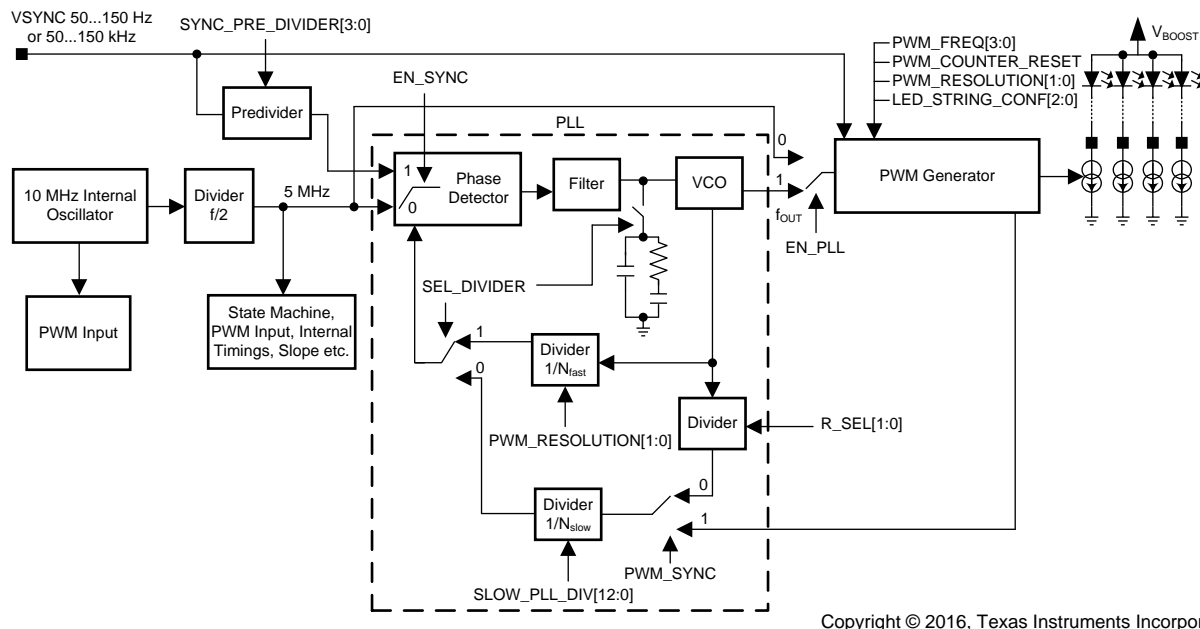 VSYNC 50...150 Hz
or 50...150 kHz
SYNC_PRE_DIVIDER[3:0]
PWM_FREQ[3:0]
PWM_COUNTER_RESET
PWM_RESOLUTION[1:0]
LED_STRING_CONF[2:0]
VBOOST
EN_SYNC
Predivider
PLL
0
10 MHz Internal
Oscillator
Divider
f/2
5 MHz
1
0
Phase
Detector
Filter
VCO
1
fOUT
EN_PLL
PWM Generator
PWM Input
State Machine,
PWM Input, Internal
Timings, Slope etc.
SEL_DIVIDER
1
0
Divider
1/Nfast
PWM_RESOLUTION[1:0]
Divider
R_SEL[1:0]
Divider
1/Nslow
0
1
PWM_SYNC
SLOW_PLL_DIV[12:0]
Copyright © 2016, Texas Instruments Incorpor